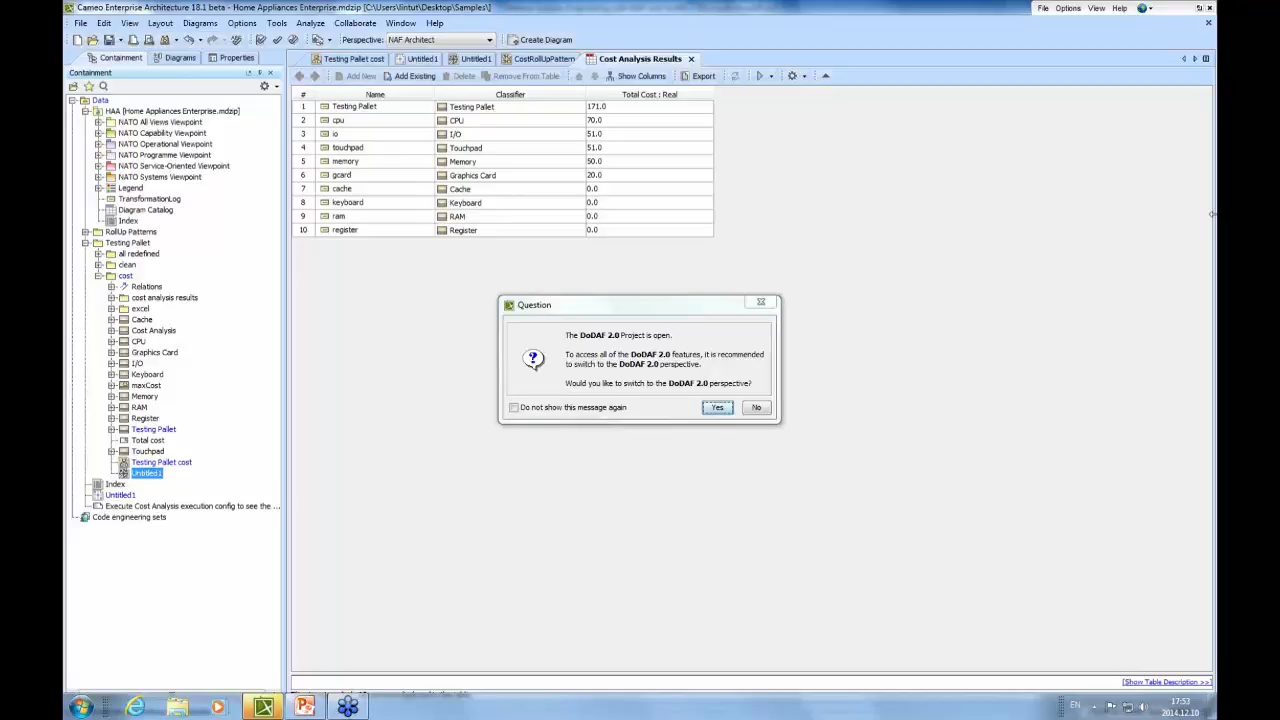 Cameo Enterprise Architecture 18.1 beta - Home Appliances Enterprise.mdzip [C:\Users\lintut\Desktop\Samples\]
File Options View Help
File Edit View Layout Diagrams Options Tools Analyze Collaborate Window Help
Perspective: NAF Architect Create Diagram
Containment Diagrams Properties
Testing Pallet cost Untitled1 Untitled1 CostRollUpPattern Cost Analysis Results
Containment
Add New Add Existing Delete Remove From Table Show Columns Export
# Name Classifier Total Cost : Real
1 Testing Pallet Testing Pallet 171.0
2 cpu CPU 70.0
3 io I/O 51.0
4 touchpad Touchpad 51.0
5 memory Memory 50.0
6 gcard Graphics Card 20.0
7 cache Cache 0.0
8 keyboard Keyboard 0.0
9 ram RAM 0.0
10 register Register 0.0
Data
HAA [Home Appliances Enterprise.mdzip]
NATO All Views Viewpoint
NATO Capability Viewpoint
NATO Operational Viewpoint
NATO Programme Viewpoint
NATO Service-Oriented Viewpoint
NATO Systems Viewpoint
Legend
TransformationLog
Diagram Catalog
Index
RollUp Patterns
Testing Pallet
all redefined
clean
cost
Relations
cost analysis results
excel
Cache
Cost Analysis
CPU
Graphics Card
I/O
Keyboard
maxCost
Memory
RAM
Register
Testing Pallet
Total cost
Touchpad
Testing Pallet cost
Untitled1
Index
Untitled1
Execute Cost Analysis execution config to see the ...
Code engineering sets
Question
The DoDAF 2.0 Project is open.
To access all of the DoDAF 2.0 features, it is recommended
to switch to the DoDAF 2.0 perspective.
Would you like to switch to the DoDAF 2.0 perspective?
Do not show this message again Yes No
[Show Table Description >>]
EN
17:53
2014.12.10